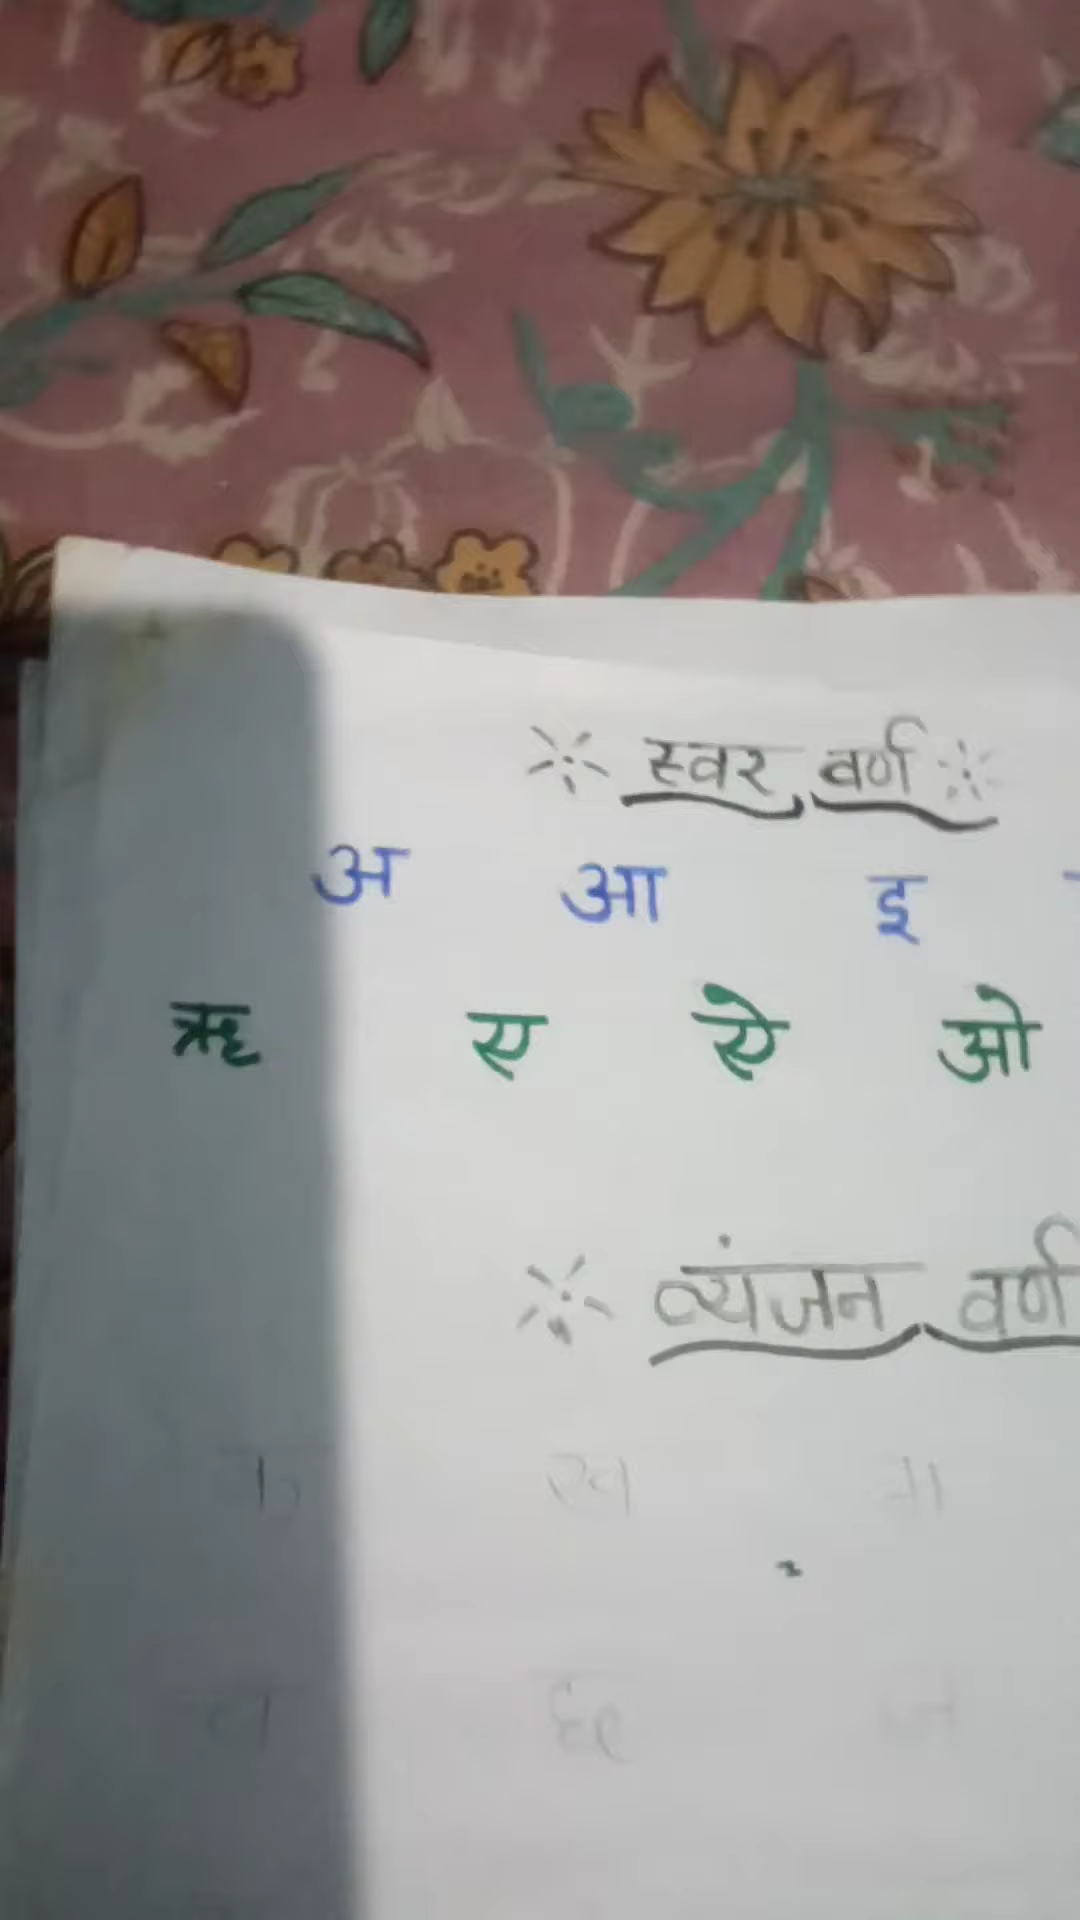 स्वर वर्ण
अ आ इ
ऋ ए ऐ ओ
व्यंजन वर्ण
क ख ग
च छ ज